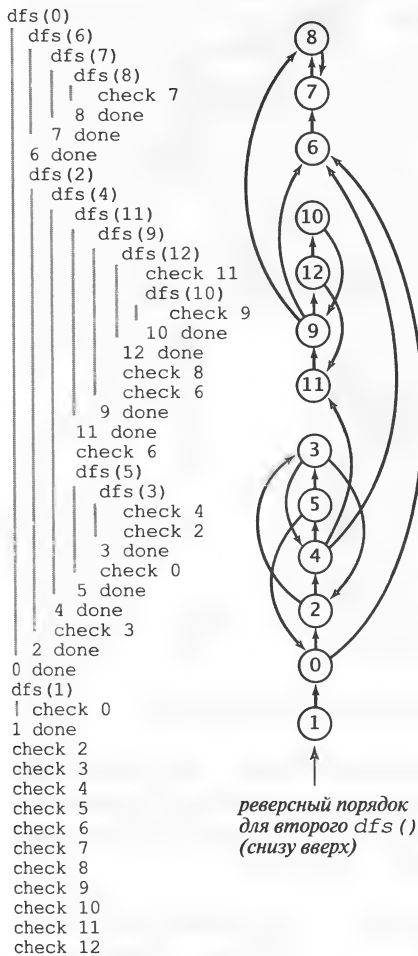 dfs(0)
dfs(6)
dfs(7)
dfs(8)
check 7
8 done
7 done
6 done
dfs(2)
dfs(4)
dfs(11)
dfs(9)
dfs(12)
check 11
dfs(10)
check 9
10 done
12 done
check 8
check 6
9 done
11 done
check 6
dfs(5)
dfs(3)
check 4
check 2
3 done
check 0
5 done
4 done
check 3
2 done
0 done
dfs(1)
check 0
1 done
check 2
check 3
check 4
check 5
check 6
check 7
check 8
check 9
check 10
check 11
check 12
8
7
6
10
12
9
11
3
5
4
2
0
1
реверсный порядок
для второго dfs()
(снизу вверх)